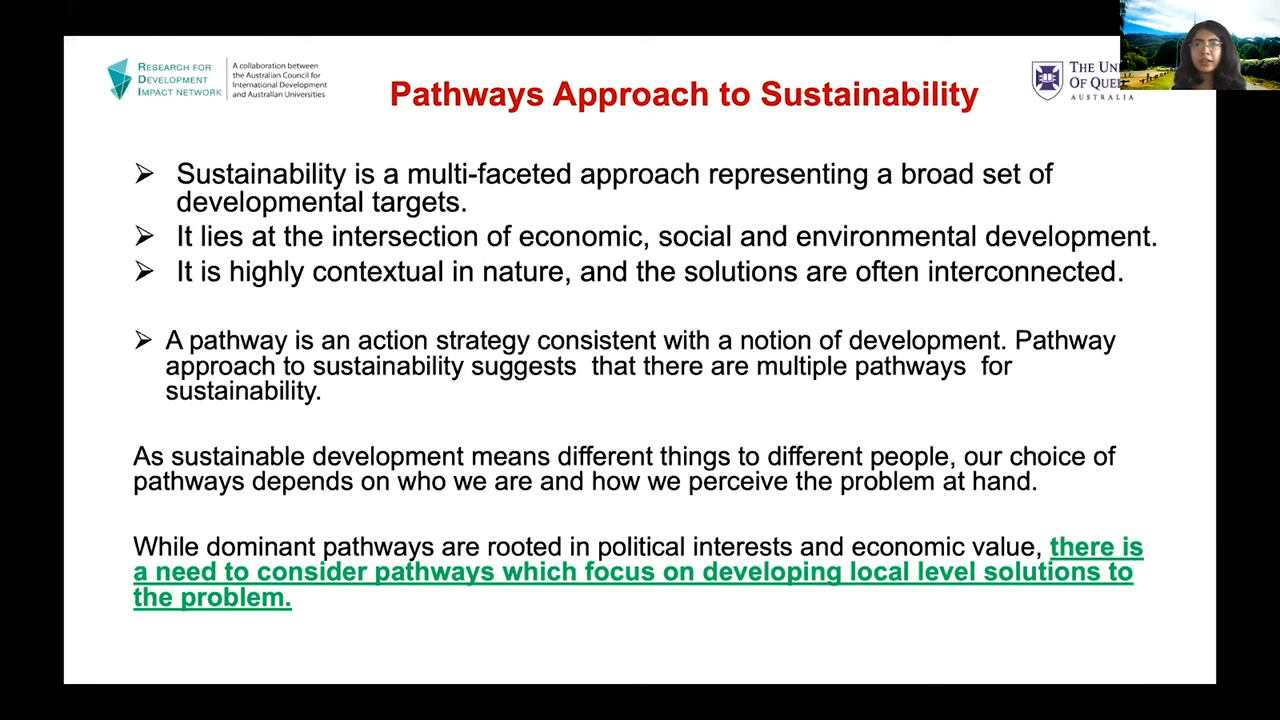 RESEARCH FOR
DEVELOPMENT
IMPACT NETWORK
A collaboration between
the Australian Council for
International Development
and Australian Universities
Pathways Approach to Sustainability
THE
OF
AUSTRALIA
➢ Sustainability is a multi-faceted approach representing a broad set of
developmental targets.
➢ It lies at the intersection of economic, social and environmental development.
➢ It is highly contextual in nature, and the solutions are often interconnected.
➢ A pathway is an action strategy consistent with a notion of development. Pathway
approach to sustainability suggests that there are multiple pathways for
sustainability.
As sustainable development means different things to different people, our choice of
pathways depends on who we are and how we perceive the problem at hand.
While dominant pathways are rooted in political interests and economic value, there is
a need to consider pathways which focus on developing local level solutions to
the problem.